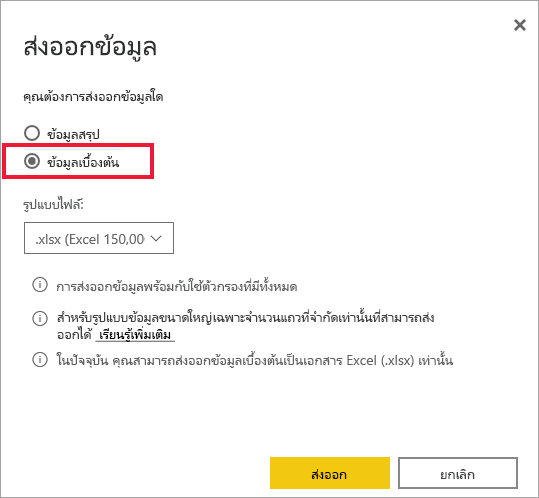 ส่งออกข้อมูล
คุณต้องการส่งออกข้อมูลใด
ข้อมูลสรุป
ข้อมูลเบื้องต้น
รูปแบบไฟล์:
.xlsx (Excel 150,00
การส่งออกข้อมูลพร้อมกับใช้ตัวกรองที่มีทั้งหมด
สำหรับรูปแบบข้อมูลขนาดใหญ่เฉพาะจำนวนแถวที่จำกัดเท่านั้นที่สามารถส่ง
ออกได้ เรียนรู้เพิ่มเติม
ในปัจจุบัน คุณสามารถส่งออกข้อมูลเบื้องต้นเป็นเอกสาร Excel (.xlsx) เท่านั้น
ส่งออก ยกเลิก